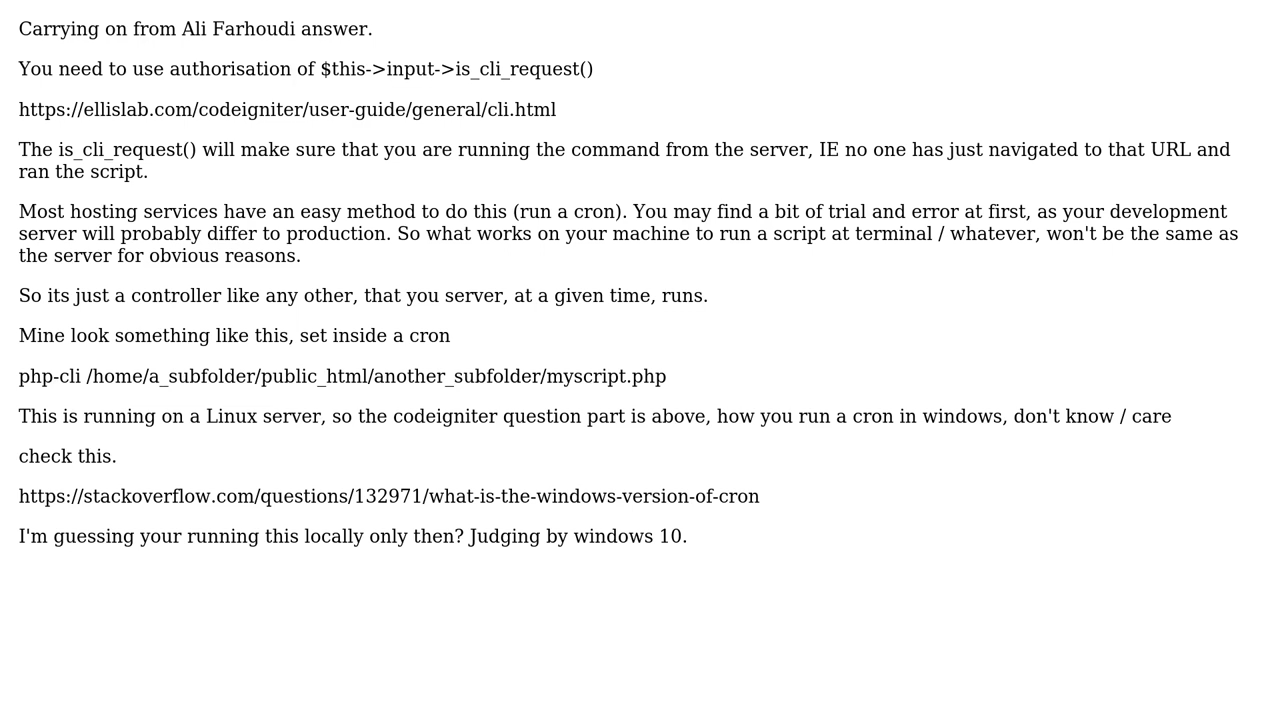 Carrying on from Ali Farhoudi answer.
You need to use authorisation of $this->input->is_cli_request()
https://ellislab.com/codeigniter/user-guide/general/cli.html
The is_cli_request() will make sure that you are running the command from the server, IE no one has just navigated to that URL and
ran the script.
Most hosting services have an easy method to do this (run a cron). You may find a bit of trial and error at first, as your development
server will probably differ to production. So what works on your machine to run a script at terminal / whatever, won't be the same as
the server for obvious reasons.
So its just a controller like any other, that you server, at a given time, runs.
Mine look something like this, set inside a cron
php-cli /home/a_subfolder/public_html/another_subfolder/myscript.php
This is running on a Linux server, so the codeigniter question part is above, how you run a cron in windows, don't know / care
check this.
https://stackoverflow.com/questions/132971/what-is-the-windows-version-of-cron
I'm guessing your running this locally only then? Judging by windows 10.